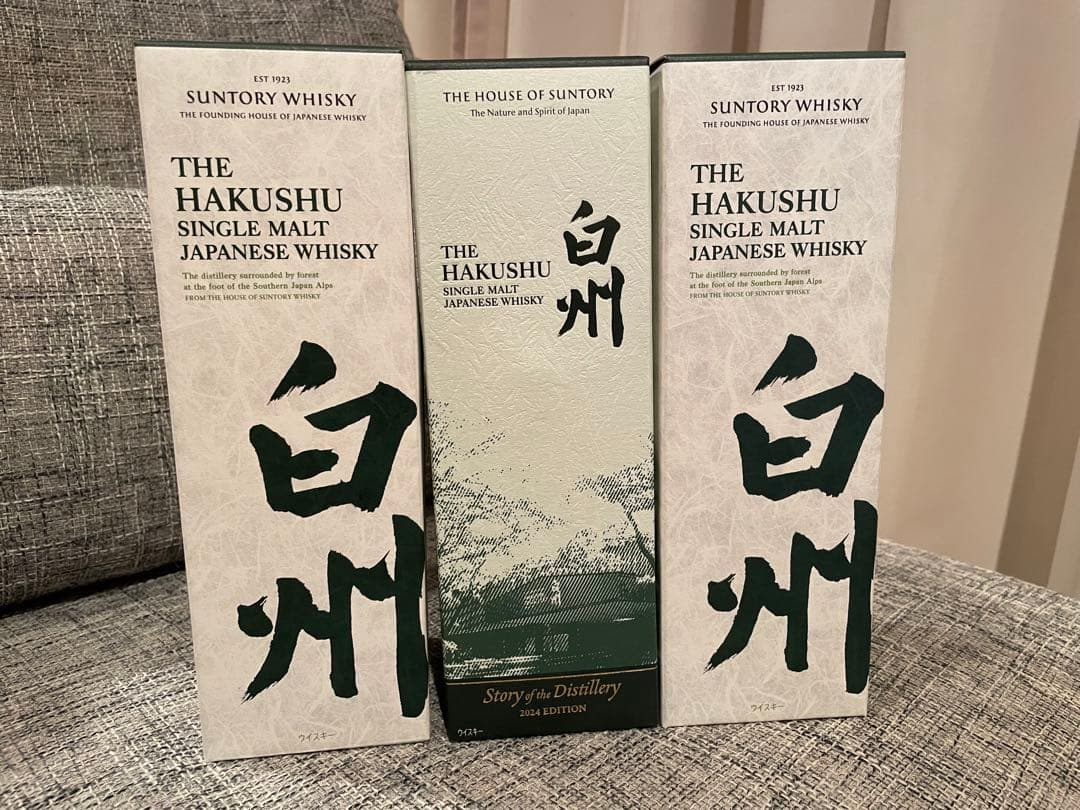 EST 1923
SUNTORY WHISKY
THE FOUNDING HOUSE OF JAPANESE WHISKY
THE
HAKUSHU
SINGLE MALT
JAPANESE WHISKY
The distillery surrounded by forest
at the foot of the Southern Japan Alps
FROM THE HOUSE OF SUNTORY WHISKY
白
州
ウイスキー
THE HOUSE OF SUNTORY
The Nature and Spirit of Japan
THE
HAKUSHU
SINGLE MALT
JAPANESE WHISKY
白
州
Story of the Distillery
2024 EDITION
ウイスキー
EST 1923
SUNTORY WHISKY
THE FOUNDING HOUSE OF JAPANESE WHISKY
THE
HAKUSHU
SINGLE MALT
JAPANESE WHISKY
The distillery surrounded by forest
at the foot of the Southern Japan Alps
FROM THE HOUSE OF SUNTORY WHISKY
白
州
ウイスキー